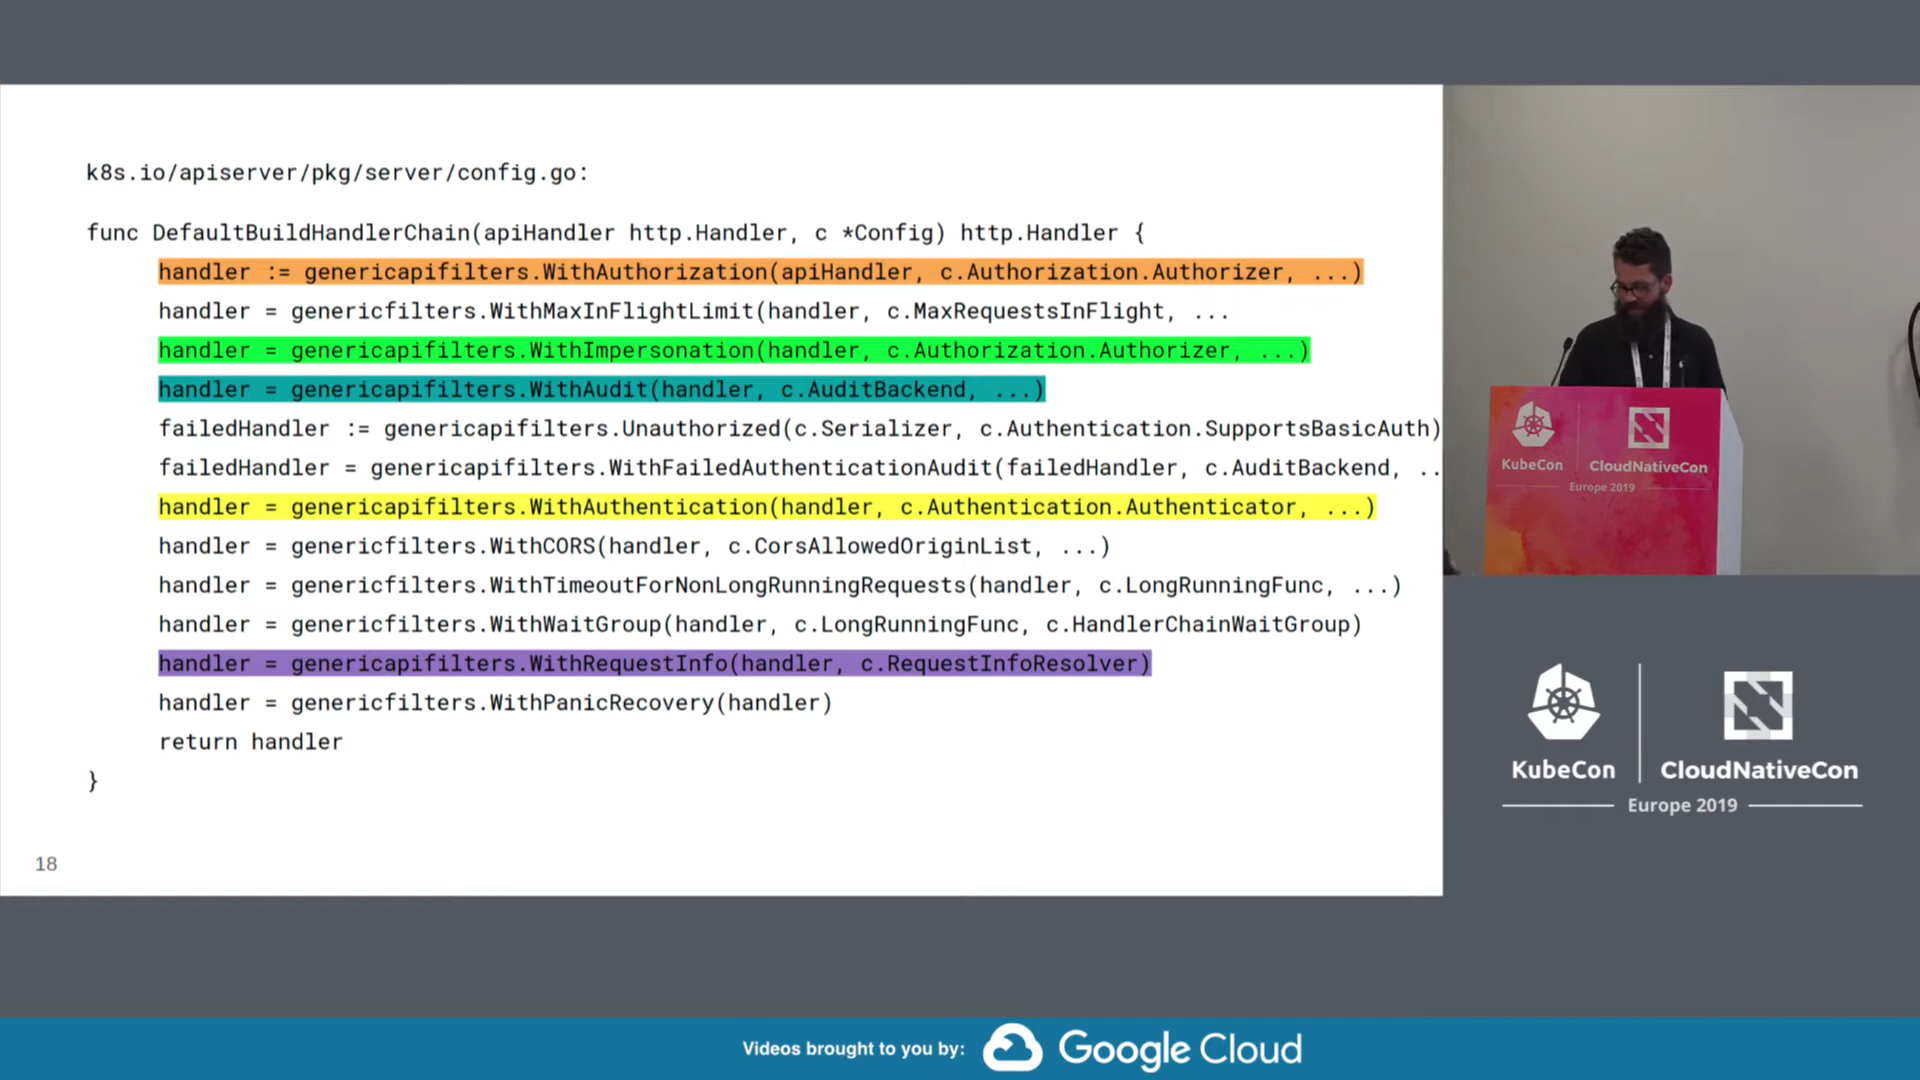 k8s.io/apiserver/pkg/server/config.go:
func DefaultBuildHandlerChain(apiHandler http.Handler, c *Config) http.Handler {
handler := genericapifilters.WithAuthorization(apiHandler, c.Authorization.Authorizer, ...)
handler = genericfilters.WithMaxInFlightLimit(handler, c.MaxRequestsInFlight, ...
handler = genericapifilters.WithImpersonation(handler, c.Authorization.Authorizer, ...)
handler = genericapifilters.WithAudit(handler, c.AuditBackend, ...)
failedHandler := genericapifilters.Unauthorized(c.Serializer, c.Authentication.SupportsBasicAuth)
failedHandler = genericapifilters.WithFailedAuthenticationAudit(failedHandler, c.AuditBackend, ..
handler = genericapifilters.WithAuthentication(handler, c.Authentication.Authenticator, ...)
handler = genericfilters.WithCORS(handler, c.CorsAllowedOriginList, ...)
handler = genericfilters.WithTimeoutForNonLongRunningRequests(handler, c.LongRunningFunc, ...)
handler = genericfilters.WithWaitGroup(handler, c.LongRunningFunc, c.HandlerChainWaitGroup)
handler = genericapifilters.WithRequestInfo(handler, c.RequestInfoResolver)
handler = genericfilters.WithPanicRecovery(handler)
return handler
}
18
KubeCon CloudNativeCon
Europe 2019
KubeCon CloudNativeCon
Europe 2019
Videos brought to you by: Google Cloud